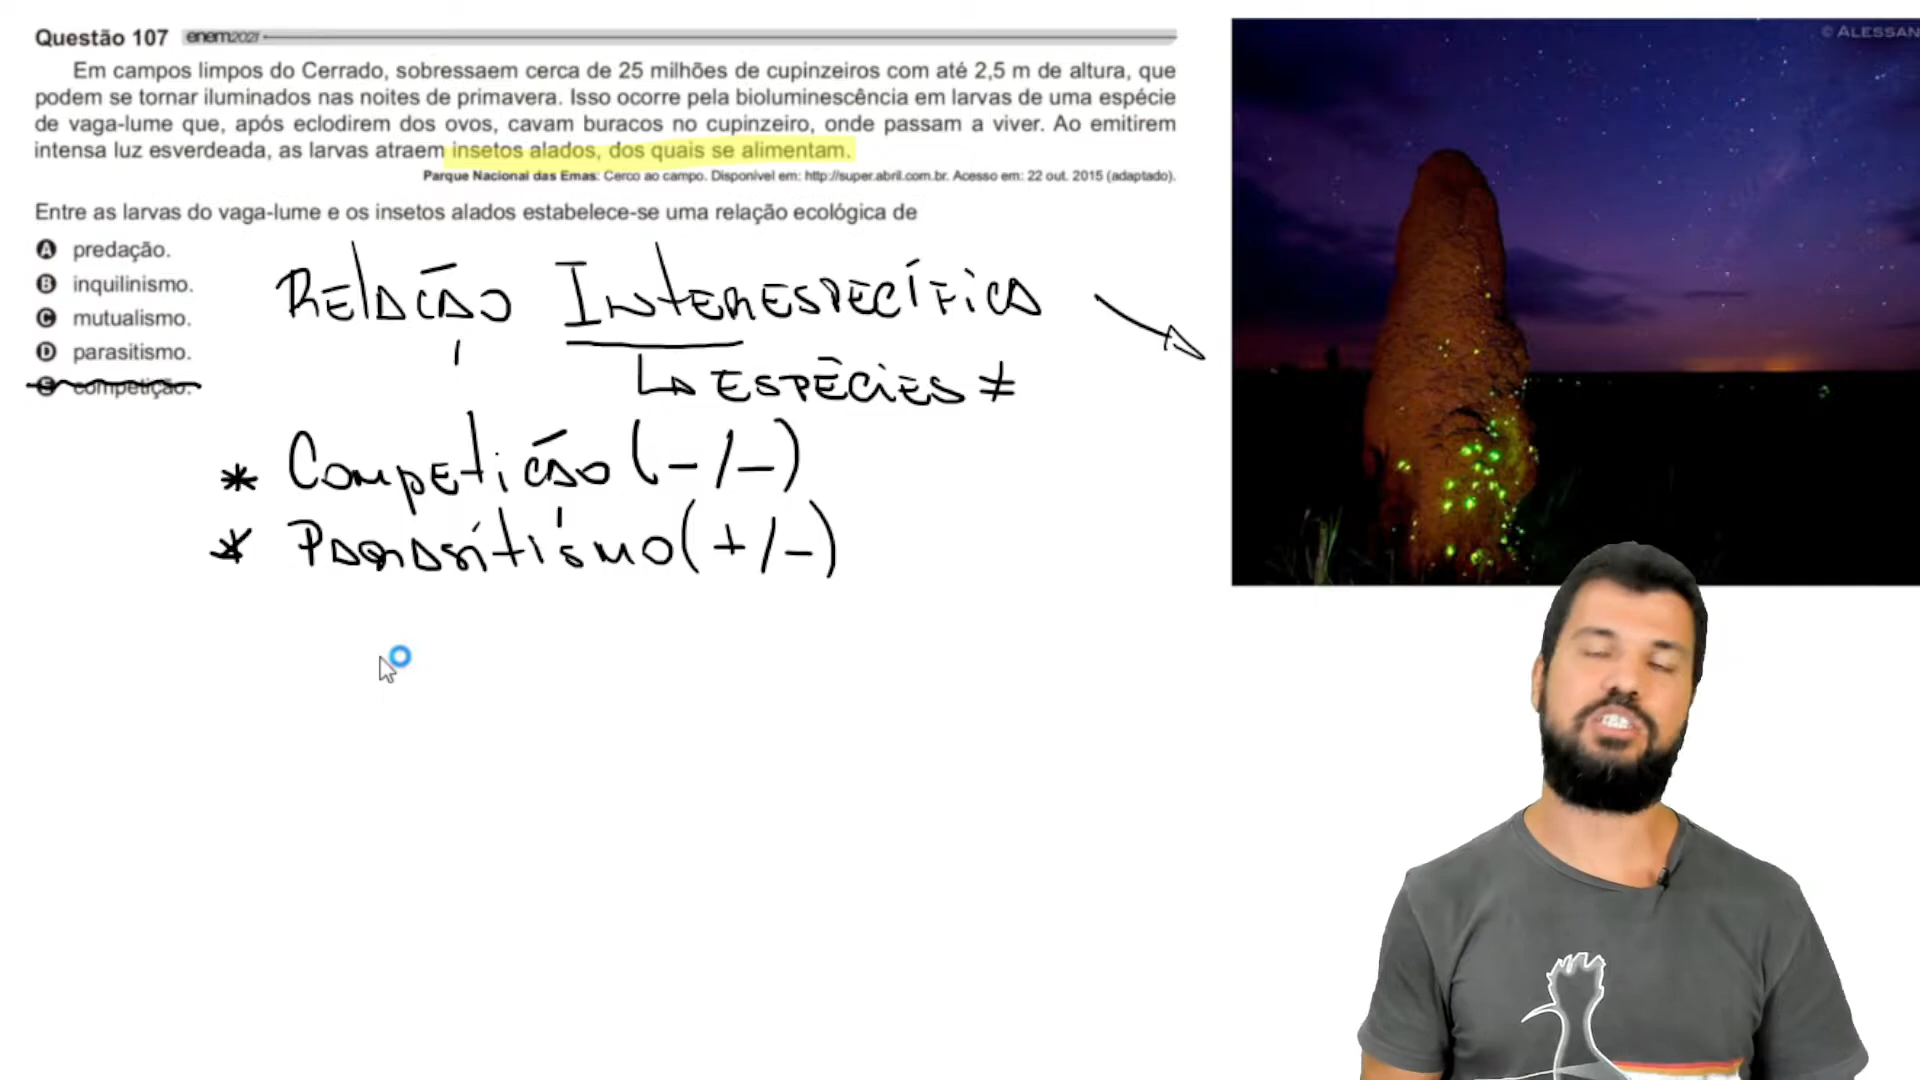 Questão 107 enem2021
Em campos limpos do Cerrado, sobressaem cerca de 25 milhões de cupinzeiros com até 2,5 m de altura, que
podem se tornar iluminados nas noites de primavera. Isso ocorre pela bioluminescência em larvas de uma espécie
de vaga-lume que, após eclodirem dos ovos, cavam buracos no cupinzeiro, onde passam a viver. Ao emitirem
intensa luz esverdeada, as larvas atraem insetos alados, dos quais se alimentam.
Parque Nacional das Emas: Cerco ao campo. Disponível em: http://super.abril.com.br. Acesso em: 22 out. 2015 (adaptado).
Entre as larvas do vaga-lume e os insetos alados estabelece-se uma relação ecológica de
A predação.
B inquilinismo.
C mutualismo.
D parasitismo.
E competição.
Relação Interespecífica
↳ Espécies ≠
* Competição (-/-)
* Parasitismo (+/-)
© ALESSAN